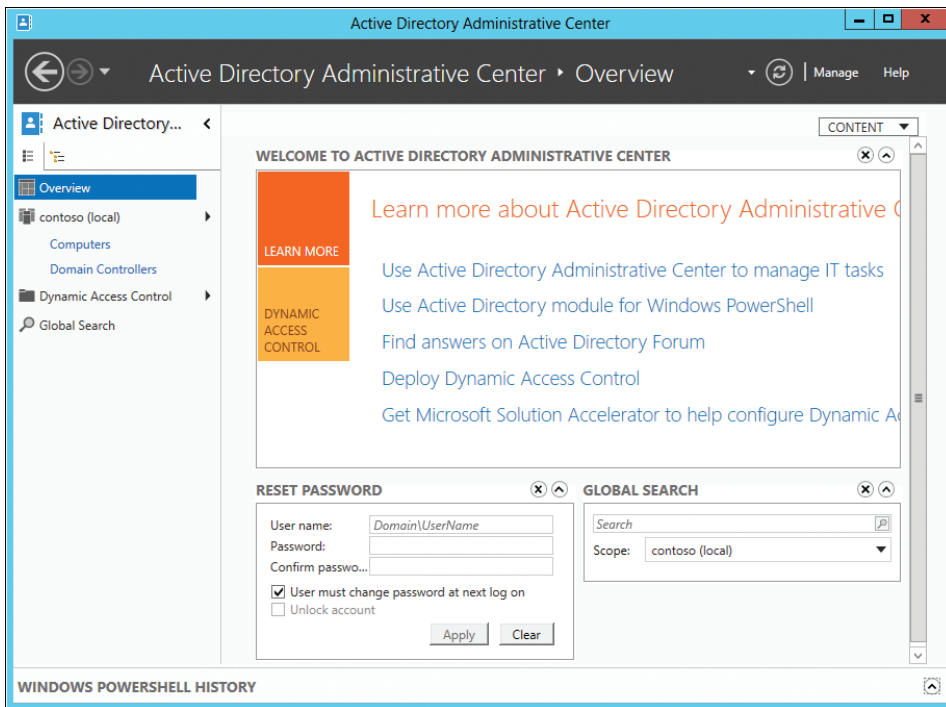 Active Directory Administrative Center
Active Directory Administrative Center • Overview
Manage
Help
Active Directory...
Overview
contoso (local)
Computers
Domain Controllers
Dynamic Access Control
Global Search
CONTENT
WELCOME TO ACTIVE DIRECTORY ADMINISTRATIVE CENTER
LEARN MORE
DYNAMIC
ACCESS
CONTROL
Learn more about Active Directory Administrative C
Use Active Directory Administrative Center to manage IT tasks
Use Active Directory module for Windows PowerShell
Find answers on Active Directory Forum
Deploy Dynamic Access Control
Get Microsoft Solution Accelerator to help configure Dynamic Ac
RESET PASSWORD
User name: Domain\UserName
Password:
Confirm passwo...
User must change password at next log on
Unlock account
Apply Clear
GLOBAL SEARCH
Search
Scope: contoso (local)
WINDOWS POWERSHELL HISTORY